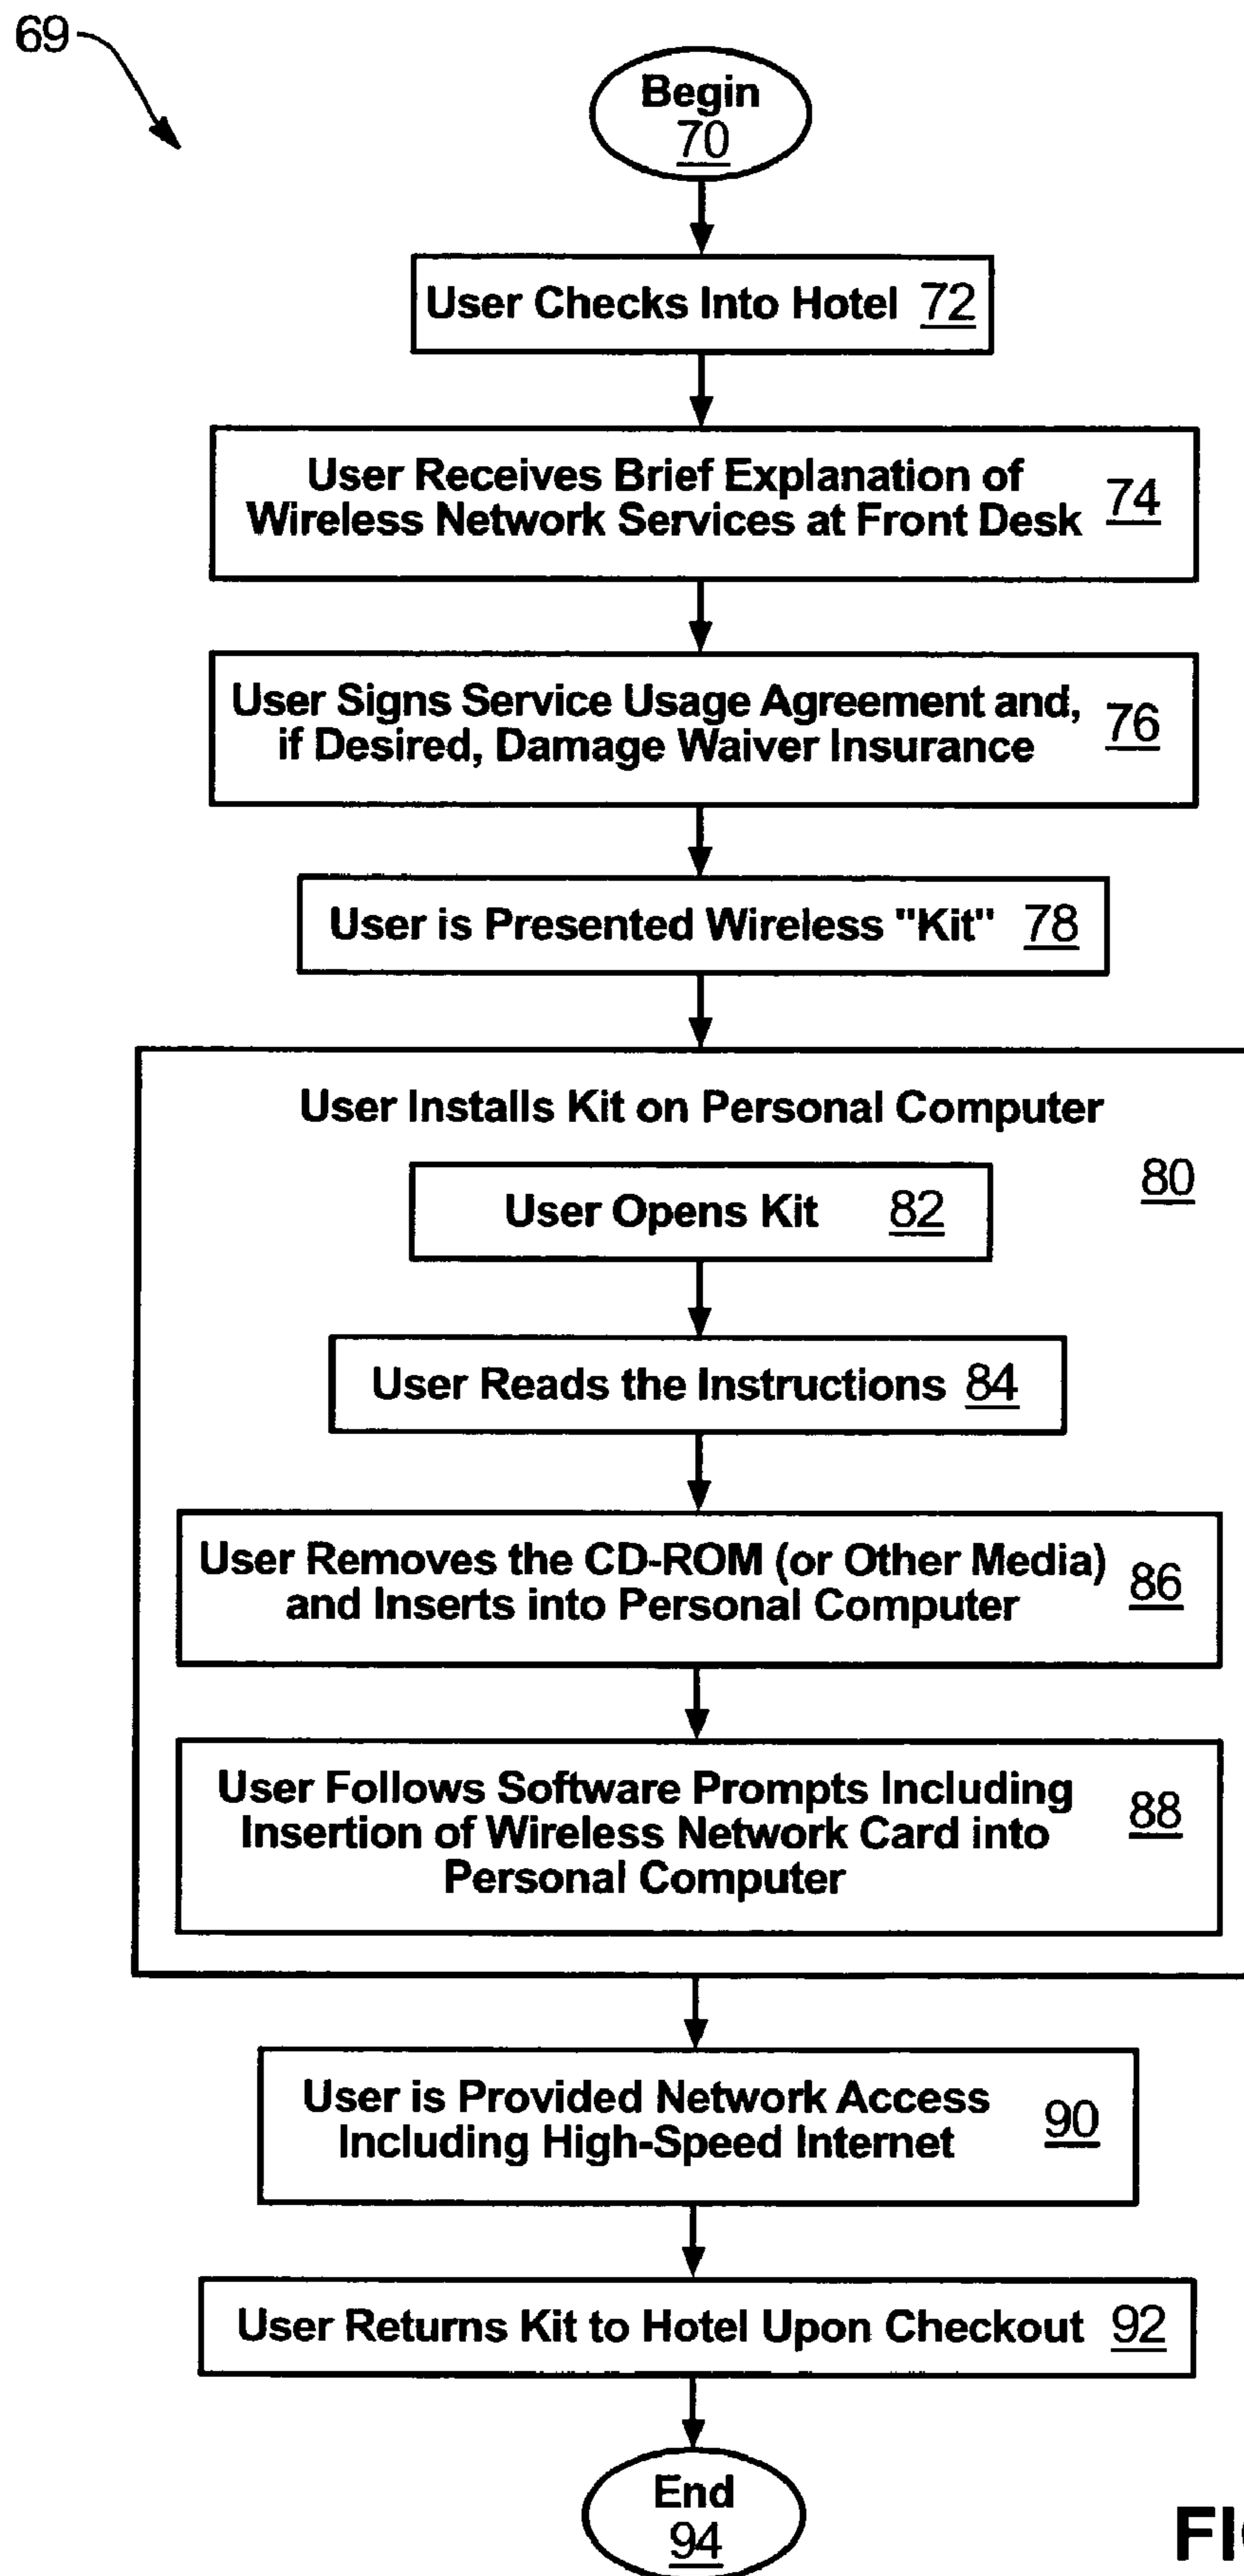 69
Begin
70
User Checks Into Hotel 72
User Receives Brief Explanation of
Wireless Network Services at Front Desk 74
User Signs Service Usage Agreement and,
if Desired, Damage Waiver Insurance 76
User is Presented Wireless "Kit" 78
User Installs Kit on Personal Computer
80
User Opens Kit 82
User Reads the Instructions 84
User Removes the CD-ROM (or Other Media)
and Inserts into Personal Computer 86
User Follows Software Prompts Including
Insertion of Wireless Network Card into
Personal Computer 88
User is Provided Network Access
Including High-Speed Internet 90
User Returns Kit to Hotel Upon Checkout 92
End
94